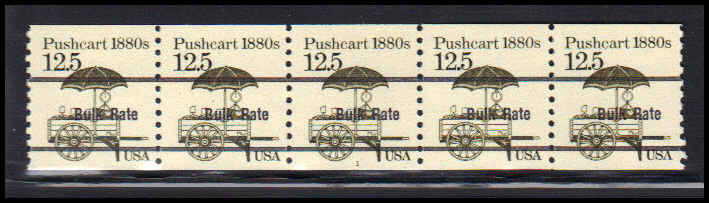 Pushcart 1880s Pushcart 1880s Pushcart 1880s Pushcart 1880s Pushcart 1880s
12.5 12.5 12.5 12.5 12.5
Bulk Rate Bulk Rate Bulk Rate Bulk Rate Bulk Rate
USA USA USA USA USA
1